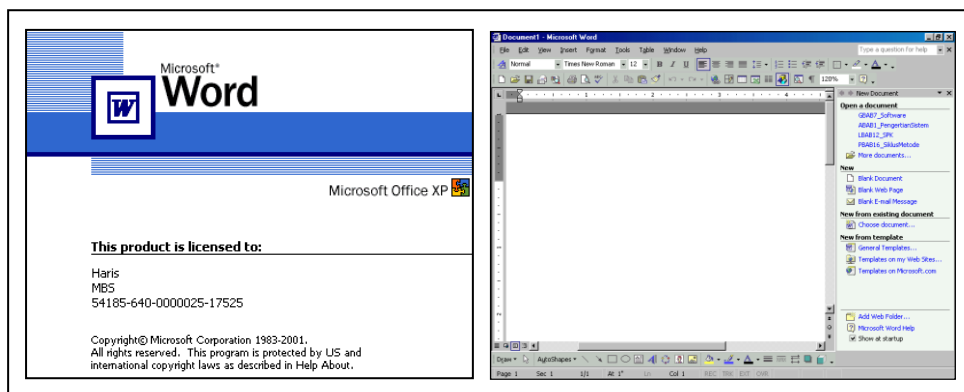 Microsoft®
Word
W
Microsoft Office XP
This product is licensed to:
Haris
MBS
54185-640-0000025-17525
Copyright© Microsoft Corporation 1983-2001.
All rights reserved. This program is protected by US and
international copyright laws as described in Help About.
Document1 - Microsoft Word
File Edit View Insert Format Tools Table Window Help
Type a question for help
Normal Times New Roman 12 B I U
120%
New Document
Open a document
GBAB7_Software
ABAB1_PengertianSistem
LBAB12_SPK
PBAB16_SiklusMetode
More documents...
New
Blank Document
Blank Web Page
Blank E-mail Message
New from existing document
Choose document...
New from template
General Templates...
Templates on my Web Sites...
Templates on Microsoft.com
Add Web Folder...
Microsoft Word Help
Show at startup
Draw AutoShapes
Page 1 Sec 1 1/1 At 1" Ln Col 1 REC TRK EXT OVR